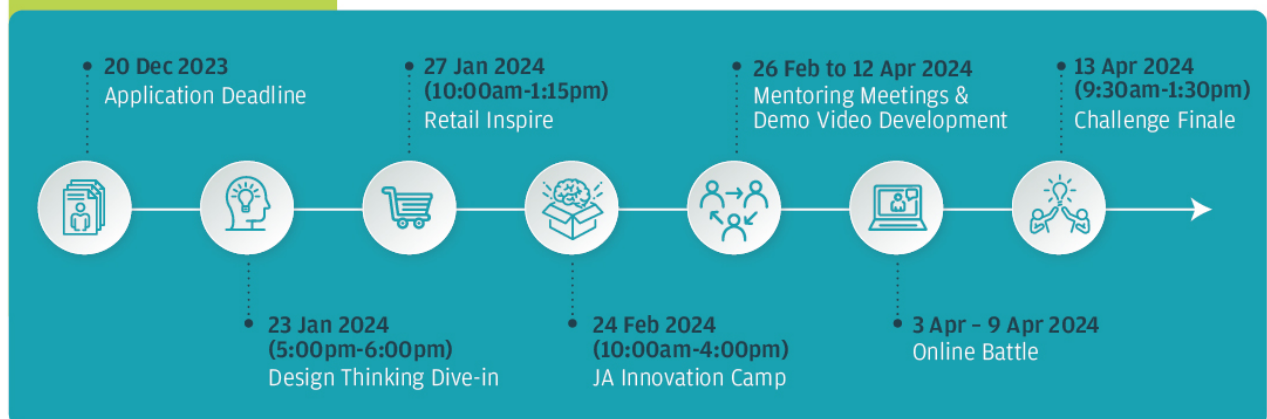 20 Dec 2023
Application Deadline
23 Jan 2024
(5:00pm-6:00pm)
Design Thinking Dive-in
27 Jan 2024
(10:00am-1:15pm)
Retail Inspire
24 Feb 2024
(10:00am-4:00pm)
JA Innovation Camp
26 Feb to 12 Apr 2024
Mentoring Meetings &
Demo Video Development
3 Apr – 9 Apr 2024
Online Battle
13 Apr 2024
(9:30am-1:30pm)
Challenge Finale